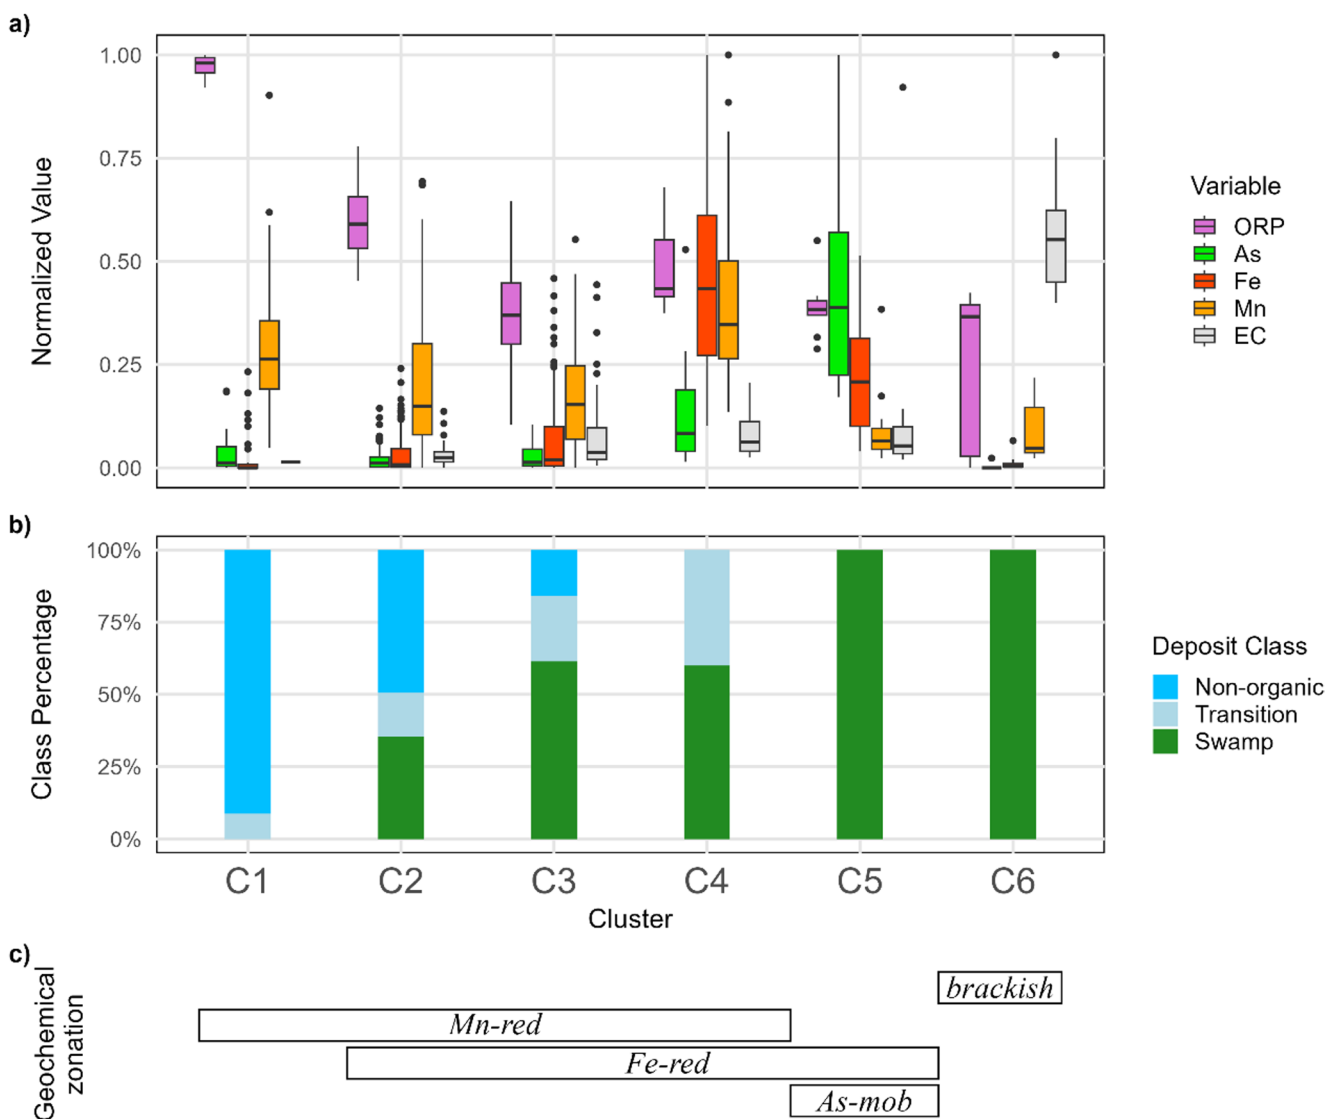 a)
Normalized Value
1.00
0.75
0.50
0.25
0.00
Variable
ORP
As
Fe
Mn
EC
b)
Class Percentage
100%
75%
50%
25%
0%
Deposit Class
Non-organic
Transition
Swamp
C1 C2 C3 C4 C5 C6
Cluster
c)
Geochemical
zonation
brackish
Mn-red
Fe-red
As-mob